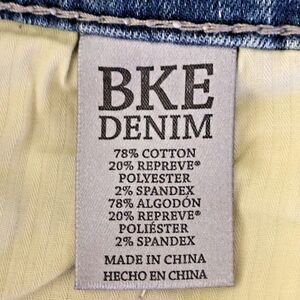 BKE
DENIM
78% COTTON
20% REPREVE®
POLYESTER
2% SPANDEX
78% ALGODÓN
20% REPREVE®
POLIÉSTER
2% SPANDEX
MADE IN CHINA
HECHO EN CHINA